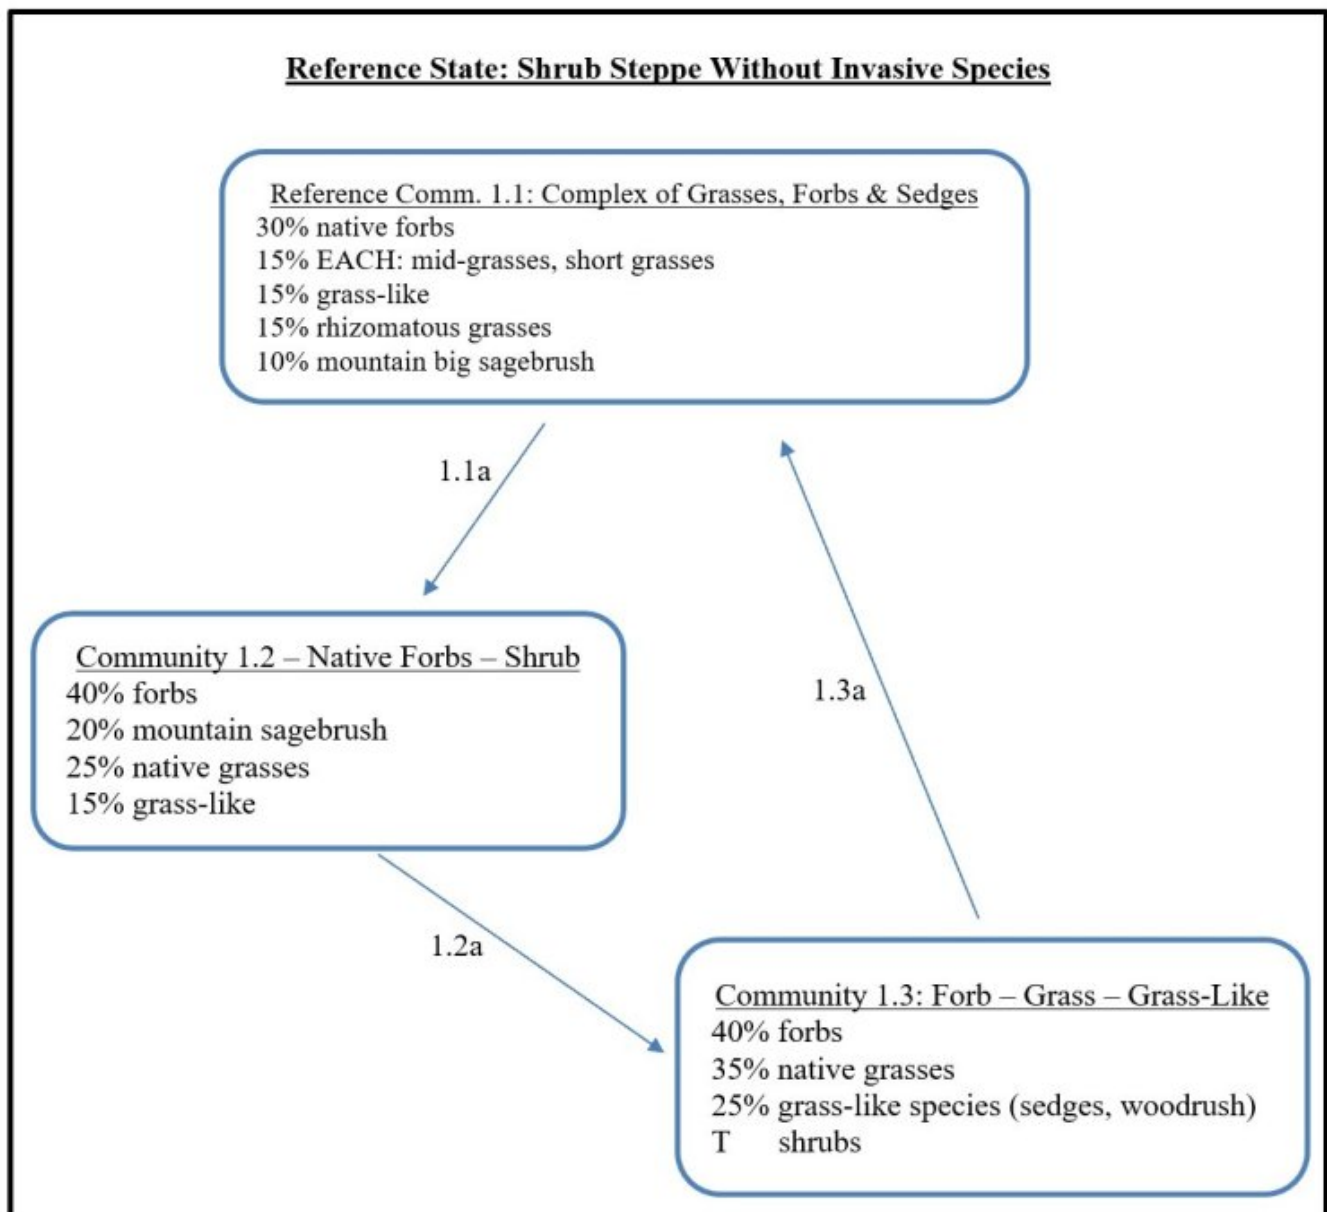 Reference State: Shrub Steppe Without Invasive Species
Reference Comm. 1.1: Complex of Grasses, Forbs & Sedges
30% native forbs
15% EACH: mid-grasses, short grasses
15% grass-like
15% rhizomatous grasses
10% mountain big sagebrush
1.1a
1.3a
Community 1.2 – Native Forbs – Shrub
40% forbs
20% mountain sagebrush
25% native grasses
15% grass-like
1.2a
Community 1.3: Forb – Grass – Grass-Like
40% forbs
35% native grasses
25% grass-like species (sedges, woodrush)
T shrubs